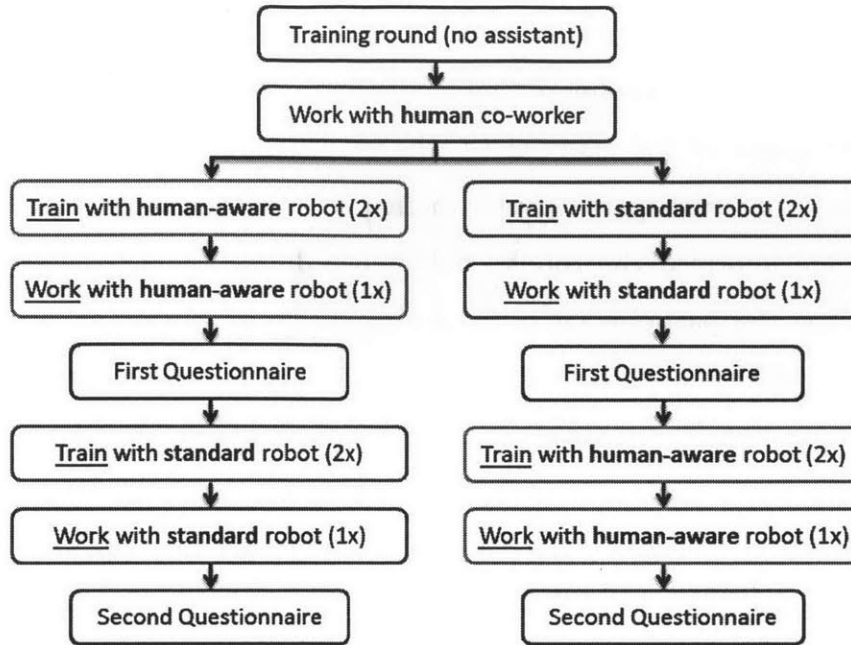 Training round (no assistant)
Work with human co-worker
Train with human-aware robot (2x)
Work with human-aware robot (1x)
First Questionnaire
Train with standard robot (2x)
Work with standard robot (1x)
Second Questionnaire
Train with standard robot (2x)
Work with standard robot (1x)
First Questionnaire
Train with human-aware robot (2x)
Work with human-aware robot (1x)
Second Questionnaire